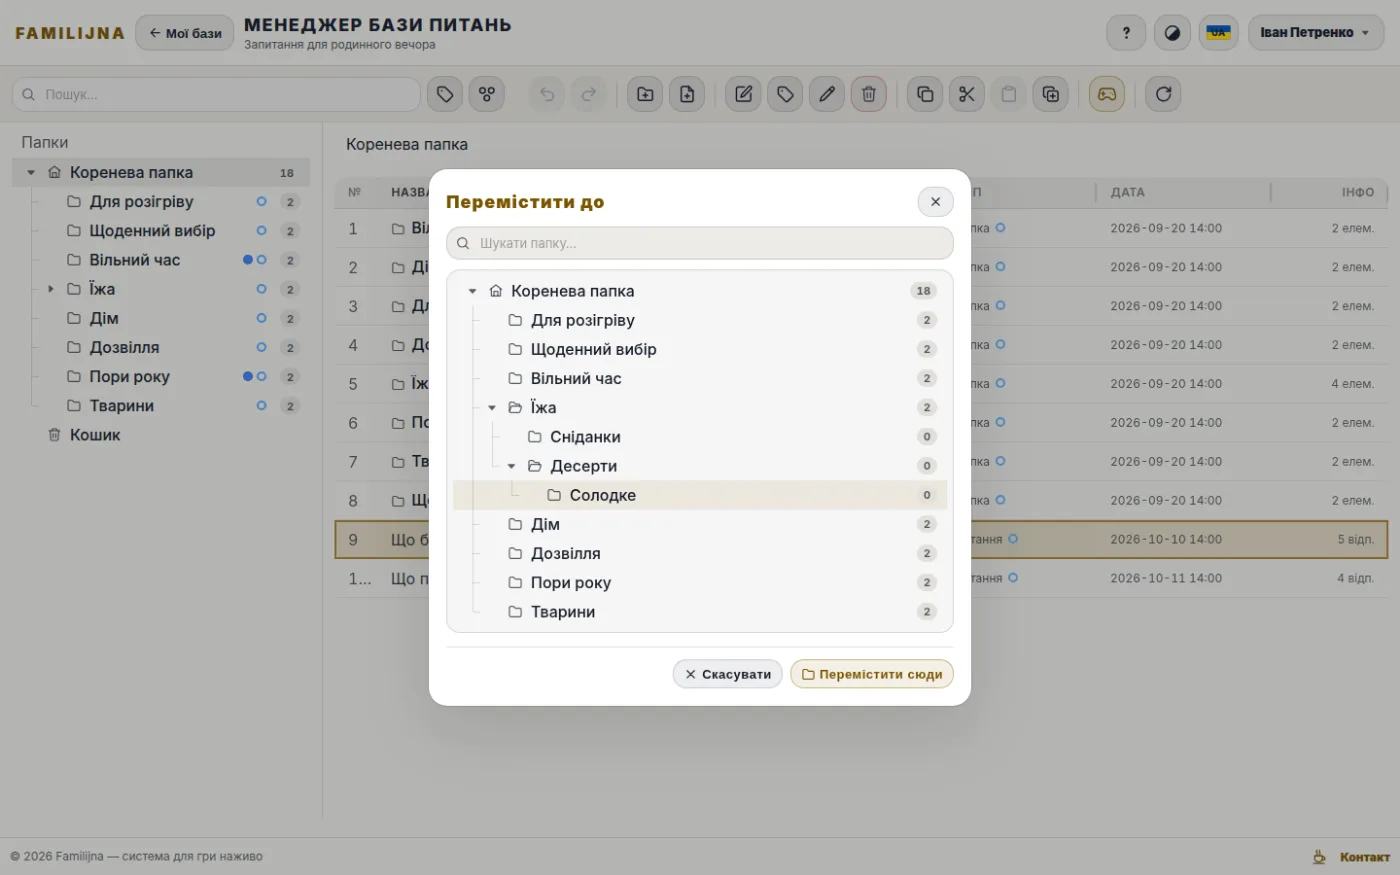 FAMILIJNA
Мої бази
МЕНЕДЖЕР БАЗИ ПИТАНЬ
Запитання для родинного вечора
?
UA
Іван Петренко
Пошук...
Папки
Коренева папка 18
Для розігріву 2
Щоденний вибір 2
Вільний час 2
Їжа 2
Дім 2
Дозвілля 2
Пори року 2
Тварини 2
Кошик
Коренева папка
№ ДАТА ІНФО
1 2026-09-20 14:00 2 елем.
2 2026-09-20 14:00 2 елем.
3 2026-09-20 14:00 2 елем.
4 2026-09-20 14:00 2 елем.
5 2026-09-20 14:00 4 елем.
6 2026-09-20 14:00 2 елем.
7 2026-09-20 14:00 2 елем.
8 2026-09-20 14:00 2 елем.
9 Що 2026-10-10 14:00 5 відп.
1... Що 2026-10-11 14:00 4 відп.
Перемістити до
Шукати папку...
Коренева папка 18
Для розігріву 2
Щоденний вибір 2
Вільний час 2
Їжа 2
Сніданки 0
Десерти 0
Солодке 0
Дім 2
Дозвілля 2
Пори року 2
Тварини 2
Скасувати
Перемістити сюди
© 2026 Familijna — система для гри наживо
Контакт